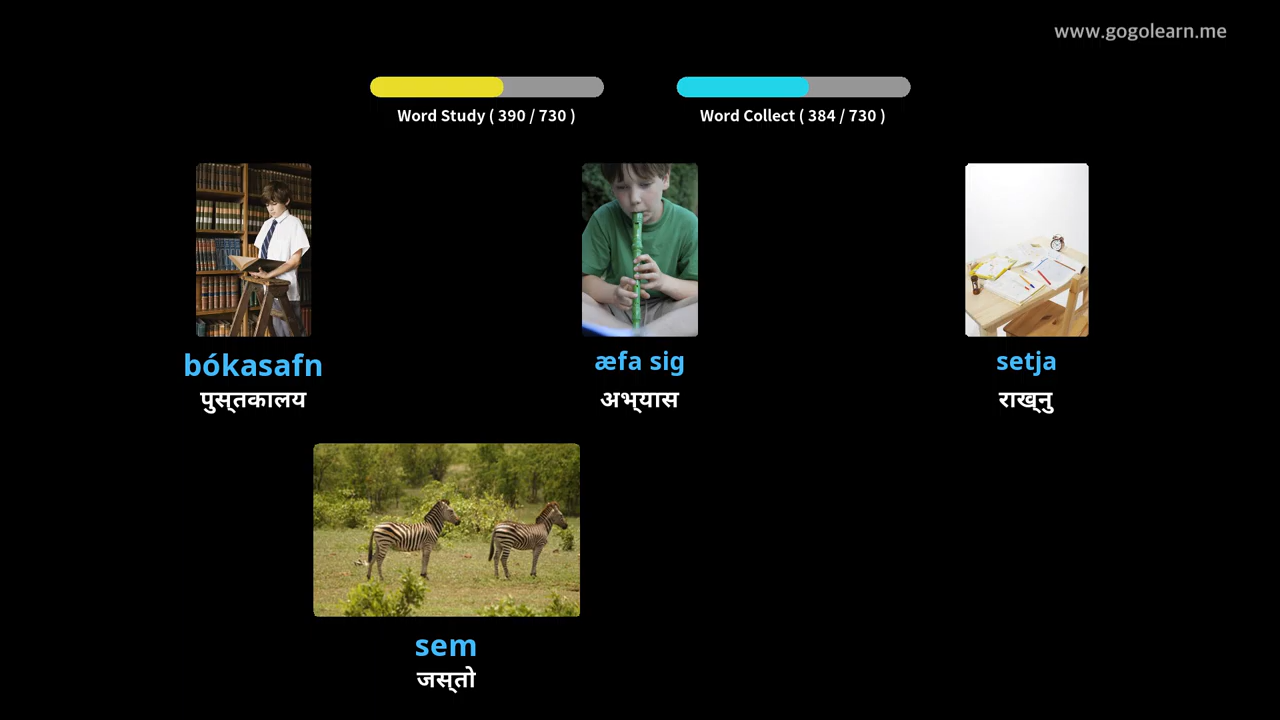 www.gogolearn.me
Word Study ( 390 / 730 )
Word Collect ( 384 / 730 )
bókasafn
पुस्तकालय
æfa sig
अभ्यास
setja
राख्नु
sem
जस्तो